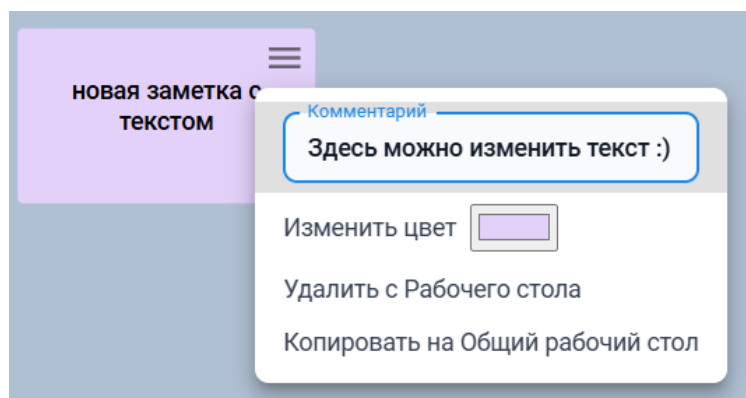 новая заметка с
текстом
Комментарий
Здесь можно изменить текст :)
Изменить цвет
Удалить с Рабочего стола
Копировать на Общий рабочий стол